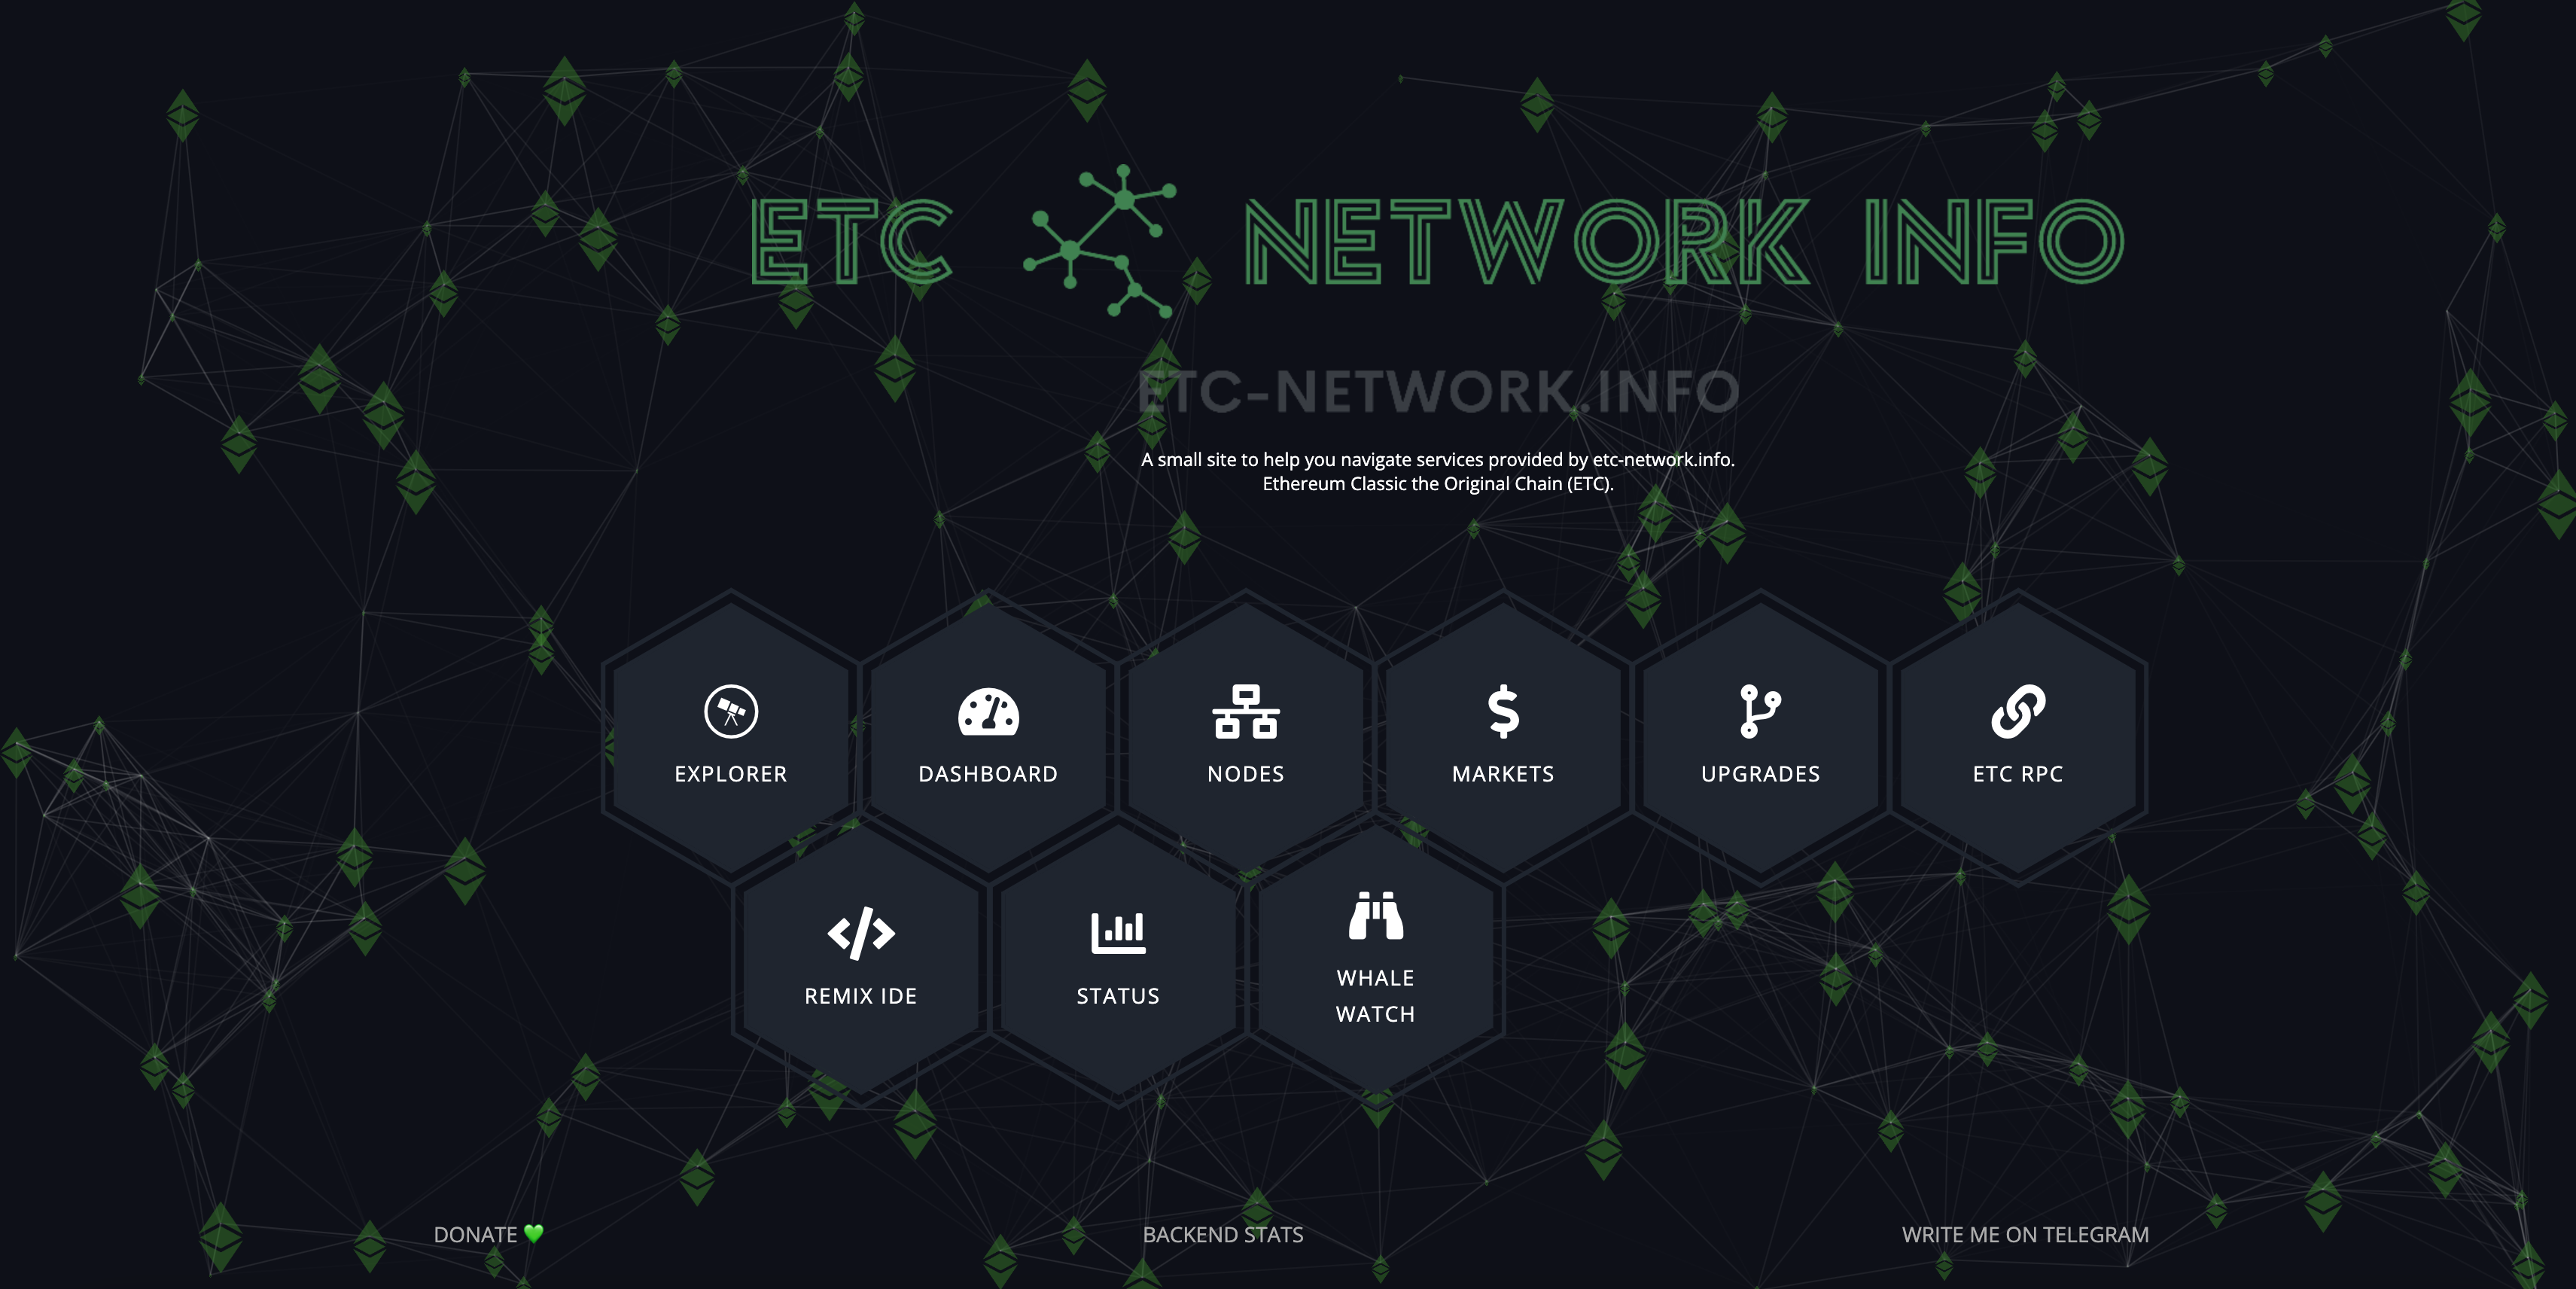 ETC NETWORK INFO
ETC-NETWORK.INFO
A small site to help you navigate services provided by etc-network.info.
Ethereum Classic the Original Chain (ETC).
EXPLORER
DASHBOARD
NODES
MARKETS
UPGRADES
ETC RPC
REMIX IDE
STATUS
WHALE
WATCH
DONATE 💚
BACKEND STATS
WRITE ME ON TELEGRAM